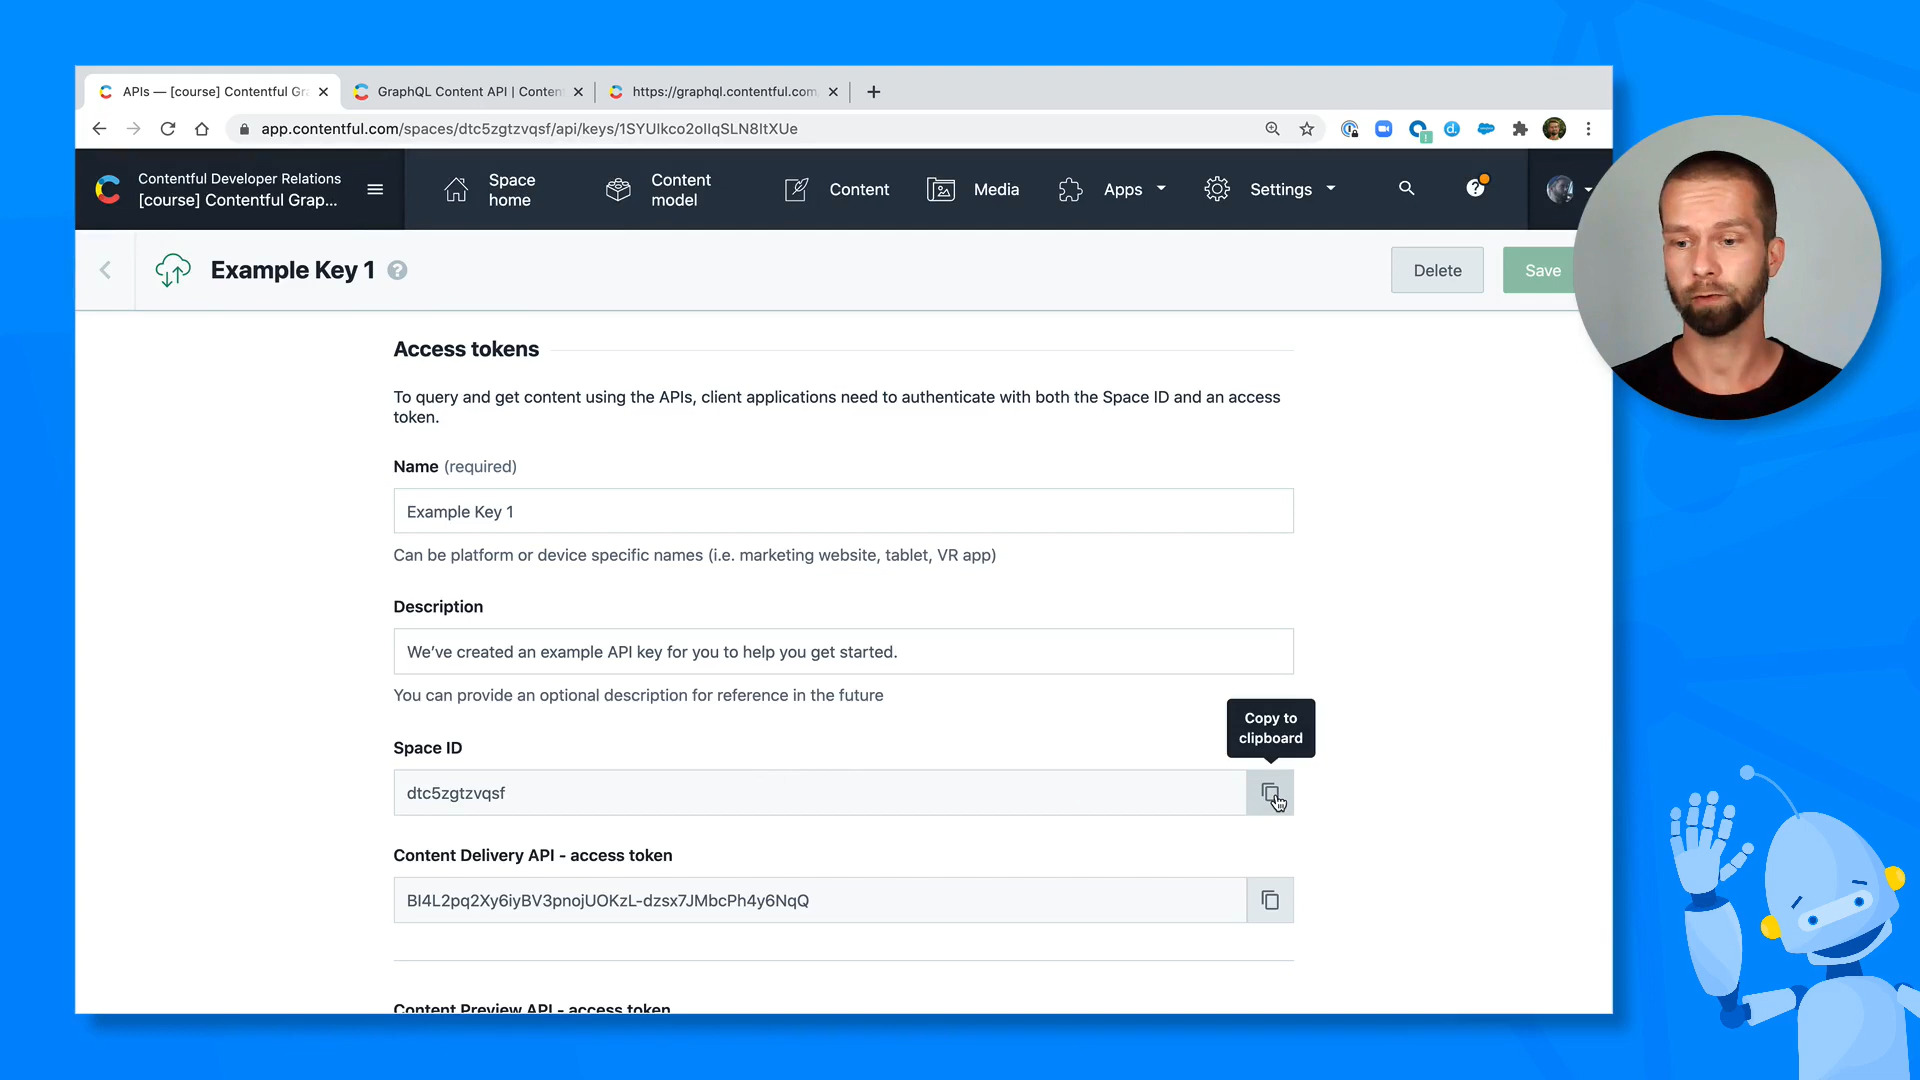 APIs — [course] Contentful Gr
GraphQL Content API | Conten
https://graphql.contentful.com
app.contentful.com/spaces/dtc5zgtzvqsf/api/keys/1SYUIkco2oIlqSLN8ItXUe
Contentful Developer Relations
[course] Contentful Grap...
Space home
Content model
Content
Media
Apps
Settings
Example Key 1
Delete
Save
Access tokens
To query and get content using the APIs, client applications need to authenticate with both the Space ID and an access
token.
Name (required)
Example Key 1
Can be platform or device specific names (i.e. marketing website, tablet, VR app)
Description
We’ve created an example API key for you to help you get started.
You can provide an optional description for reference in the future
Copy to
clipboard
Space ID
dtc5zgtzvqsf
Content Delivery API - access token
BI4L2pq2Xy6iyBV3pnojUOKzL-dzsx7JMbcPh4y6NqQ
Content Preview API - access token